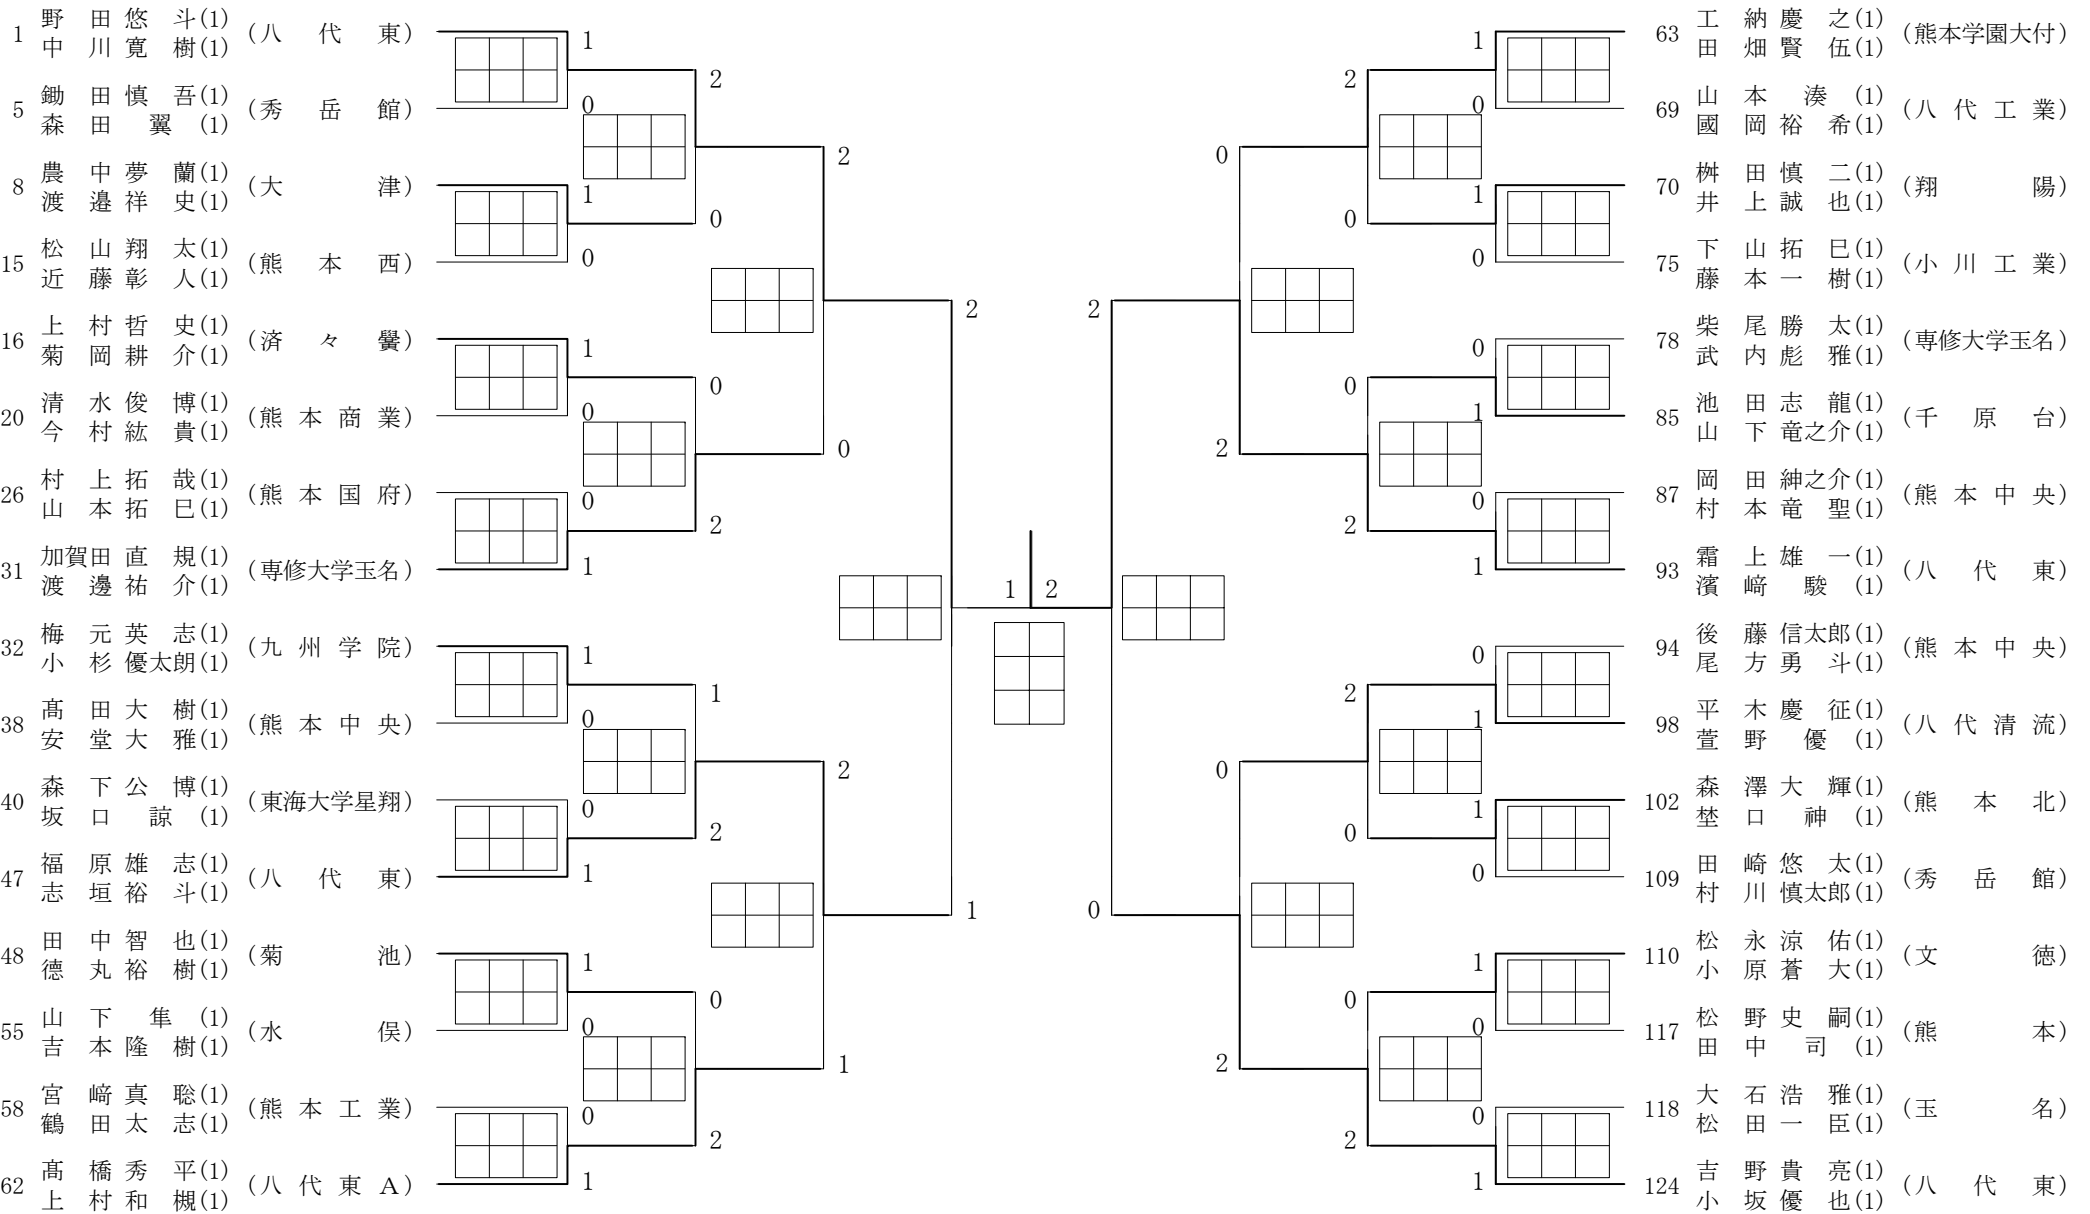 1 野田悠斗(1) 中川寛樹(1) (八代東)
5 鋤田慎吾(1) 森田翼(1) (秀岳館)
8 農中夢蘭(1) 渡邉祥史(1) (大津)
15 松山翔太(1) 近藤彰人(1) (熊本西)
16 上村哲史(1) 菊岡耕介(1) (済々黌)
20 清水俊博(1) 今村紘貴(1) (熊本商業)
26 村上拓哉(1) 山本拓巳(1) (熊本国府)
31 加賀田直規(1) 渡邊祐介(1) (専修大学玉名)
32 梅元英志(1) 小杉優太朗(1) (九州学院)
38 髙田大樹(1) 安堂大雅(1) (熊本中央)
40 森下公博(1) 坂口諒(1) (東海大学星翔)
47 福原雄志(1) 志垣裕斗(1) (八代東)
48 田中智也(1) 德丸裕樹(1) (菊池)
55 山下隼(1) 吉本隆樹(1) (水俣)
58 宮﨑真聡(1) 鶴田太志(1) (熊本工業)
62 髙橋秀平(1) 上村和槻(1) (八代東A)
1 0 1 0 1 0 0 1 1 0 0 1 1 0 0 1
2 0 0 2 1 2 0 2
2 0 2 1
2 1
1 2
2 0
0 2 0 2
2 0 0 2 2 0 0 2
1 0 1 0 0 1 0 1 0 1 1 0 1 0 0 1
63 工納慶之(1) 田畑賢伍(1) (熊本学園大付)
69 山本湊(1) 國岡裕希(1) (八代工業)
70 桝田慎二(1) 井上誠也(1) (翔陽)
75 下山拓巳(1) 藤本一樹(1) (小川工業)
78 柴尾勝太(1) 武内彪雅(1) (専修大学玉名)
85 池田志龍(1) 山下竜之介(1) (千原台)
87 岡田紳之介(1) 村本竜聖(1) (熊本中央)
93 霜上雄一(1) 濱﨑駿(1) (八代東)
94 後藤信太郎(1) 尾方勇斗(1) (熊本中央)
98 平木慶征(1) 萱野優(1) (八代清流)
102 森澤大輝(1) 埜口神(1) (熊本北)
109 田崎悠太(1) 村川慎太郎(1) (秀岳館)
110 松永涼佑(1) 小原蒼大(1) (文徳)
117 松野史嗣(1) 田中司(1) (熊本)
118 大石浩雅(1) 松田一臣(1) (玉名)
124 吉野貴亮(1) 小坂優也(1) (八代東)